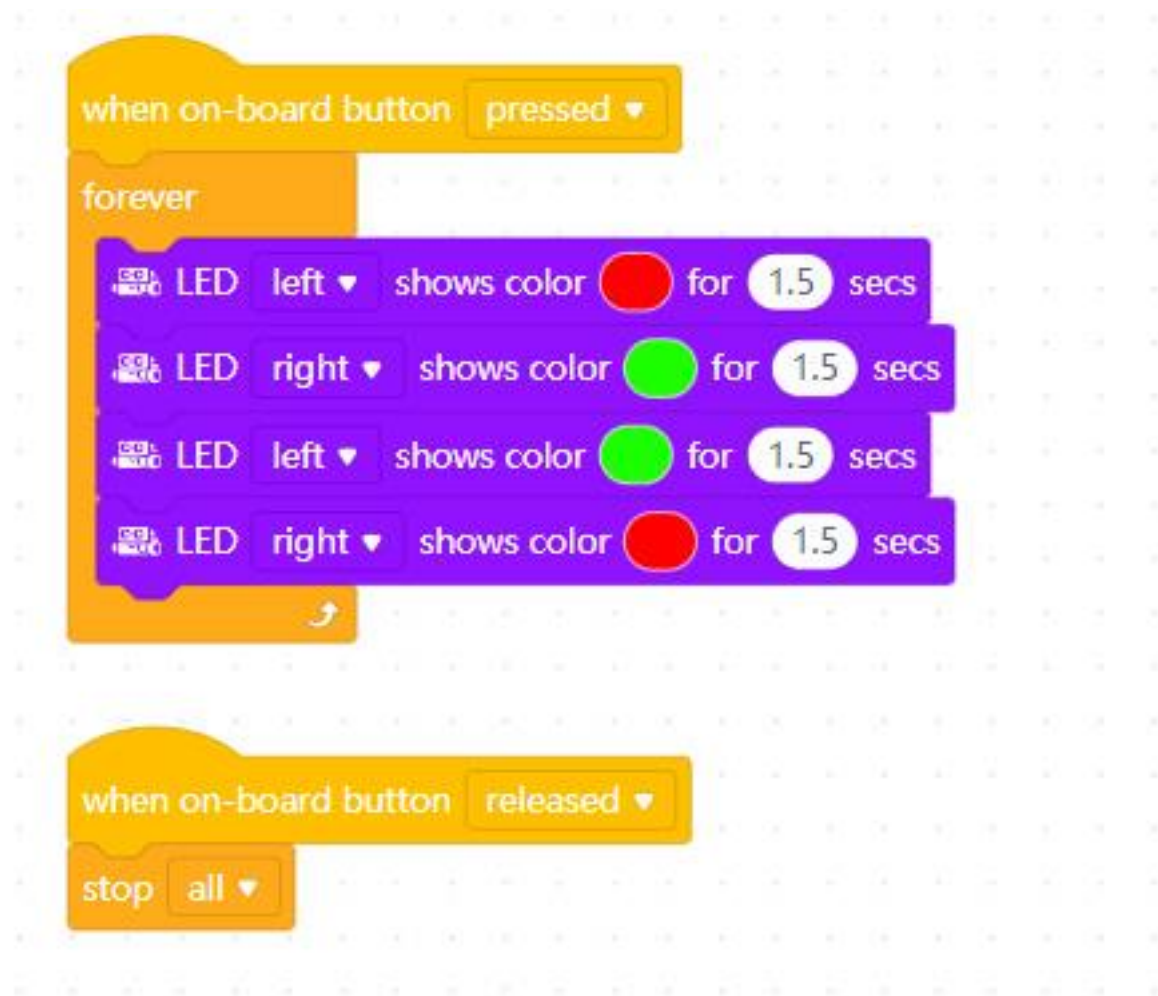 when on-board button pressed
forever
LED left shows color for 1.5 secs
LED right shows color for 1.5 secs
LED left shows color for 1.5 secs
LED right shows color for 1.5 secs
when on-board button released
stop all